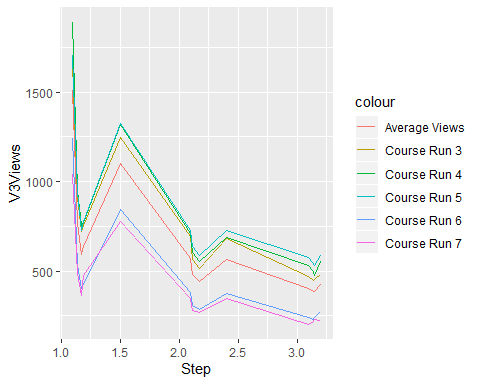 V3Views
1500
1000
500
1.0 1.5 2.0 2.5 3.0
Step
colour
Average Views
Course Run 3
Course Run 4
Course Run 5
Course Run 6
Course Run 7